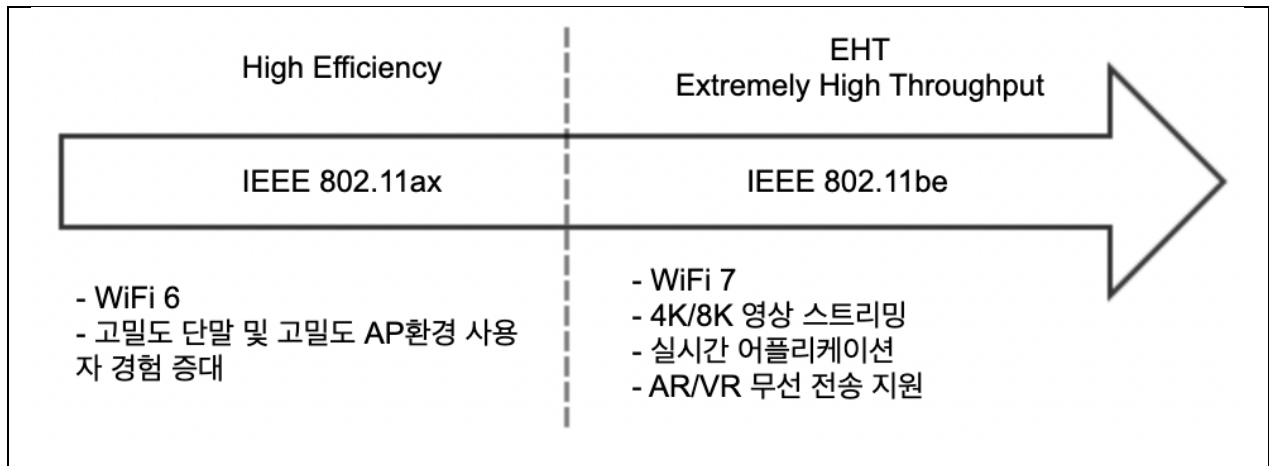 High Efficiency
EHT
Extremely High Throughput
IEEE 802.11ax
IEEE 802.11be
- WiFi 6
- 고밀도 단말 및 고밀도 AP환경 사용
자 경험 증대
- WiFi 7
- 4K/8K 영상 스트리밍
- 실시간 어플리케이션
- AR/VR 무선 전송 지원